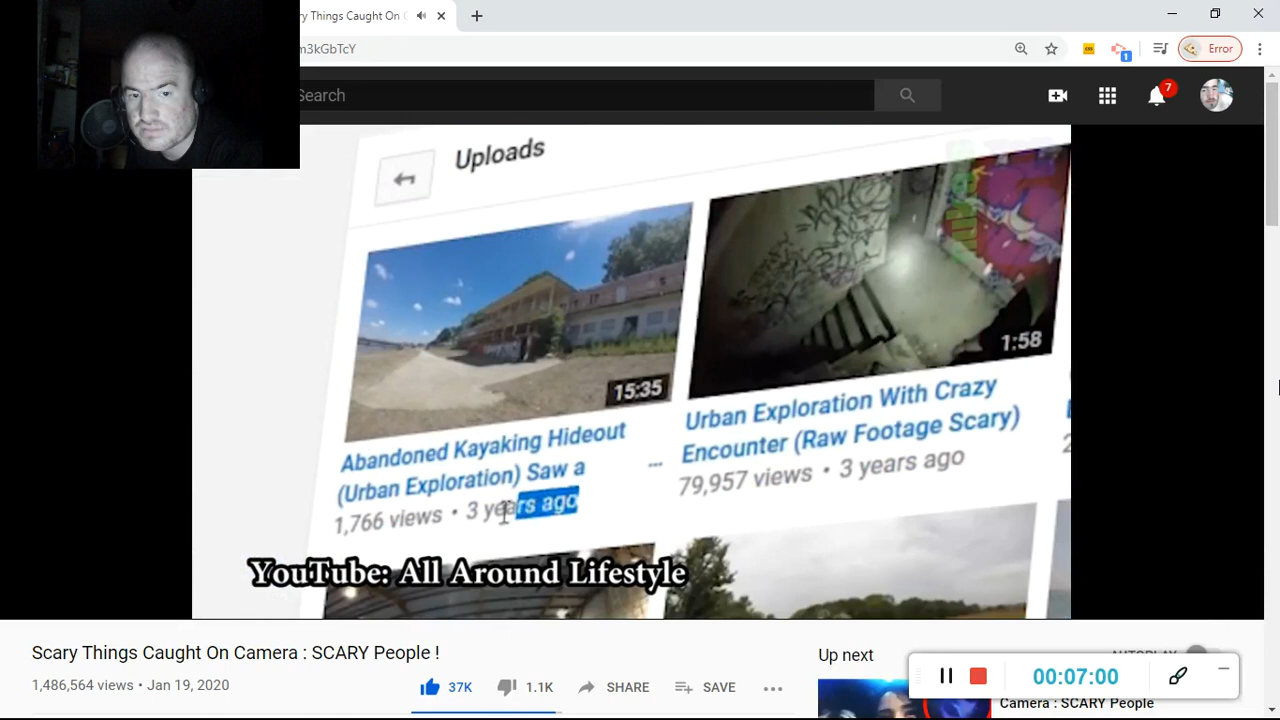 ry Things Caught On C
m3kGbTcY
Error
1
Search
7
Uploads
15:35
1:58
Abandoned Kayaking Hideout
(Urban Exploration) Saw a
...
1,766 views • 3 years ago
Urban Exploration With Crazy
Encounter (Raw Footage Scary)
79,957 views • 3 years ago
YouTube: All Around Lifestyle
Scary Things Caught On Camera : SCARY People !
1,486,564 views • Jan 19, 2020
37K
1.1K
SHARE
SAVE
Up next
AUTOPLAY
00:07:00
Camera : SCARY People